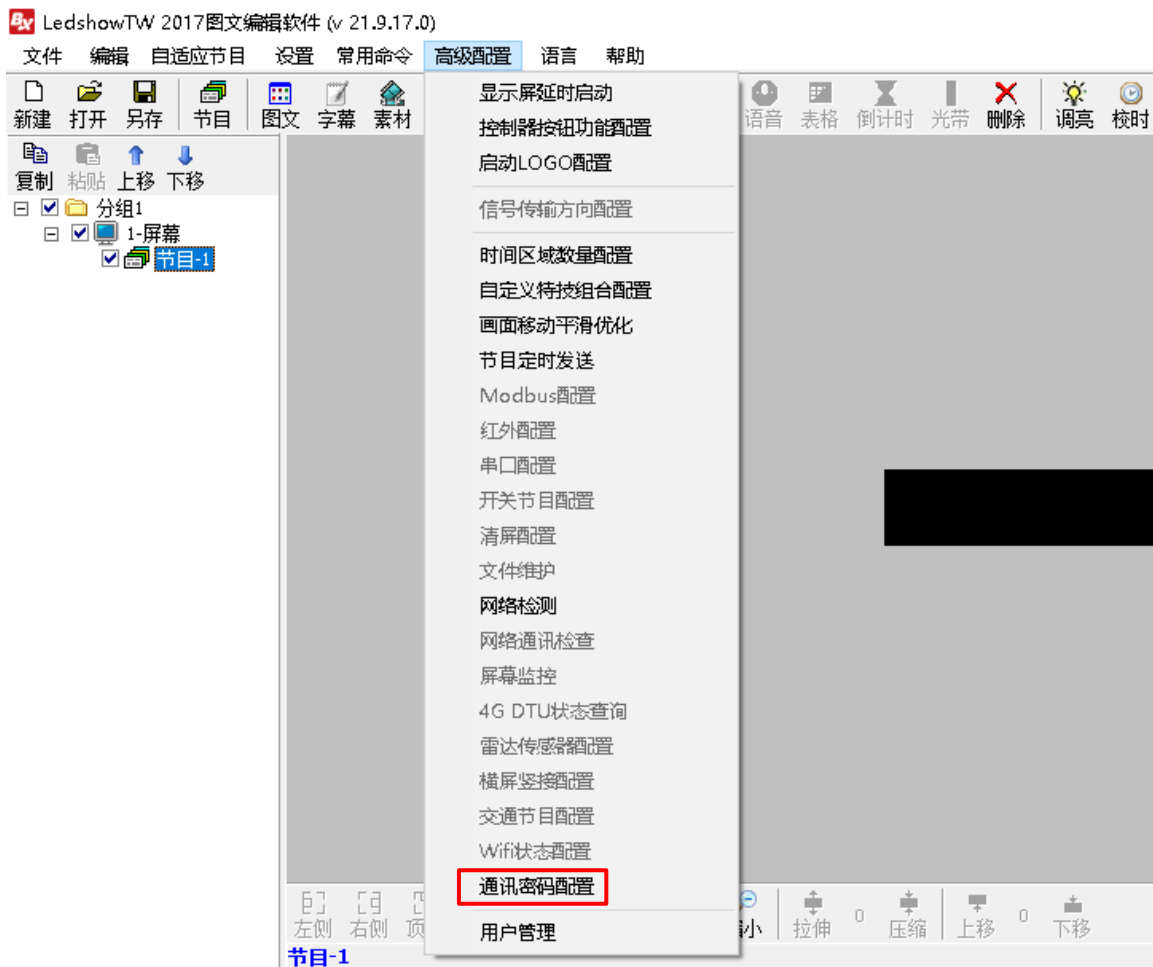 BX LedshowTW 2017图文编辑软件 (v 21.9.17.0)
文件 编辑 自适应节目 设置 常用命令 高级配置 语言 帮助
新建 打开 另存 节目 图文 字幕 素材 语音 表格 倒计时 光带 删除 调亮 校时
复制 粘贴 上移 下移
分组1
1-屏幕
节目-1
显示屏延时启动
控制器按钮功能配置
启动LOGO配置
信号传输方向配置
时间区域数量配置
自定义特技组合配置
画面移动平滑优化
节目定时发送
Modbus配置
红外配置
串口配置
开关节目配置
清屏配置
文件维护
网络检测
网络通讯检查
屏幕监控
4G DTU状态查询
雷达传感器配置
横屏竖接配置
交通节目配置
Wifi状态配置
通讯密码配置
用户管理
左侧 右侧 顶 小 拉伸 0 压缩 上移 0 下移
节目-1